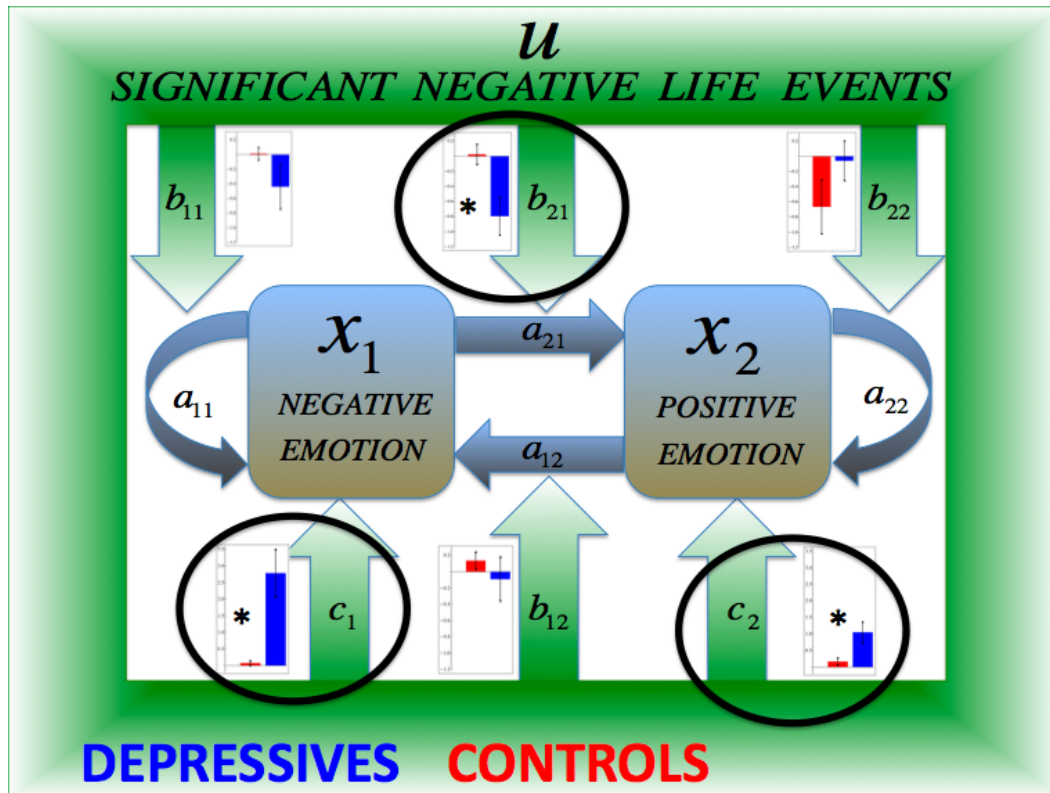 u
SIGNIFICANT NEGATIVE LIFE EVENTS
b11
*
b21
b22
x1
NEGATIVE
EMOTION
a21
x2
POSITIVE
EMOTION
a11
a22
a12
*
c1
b12
c2
*
DEPRESSIVES CONTROLS